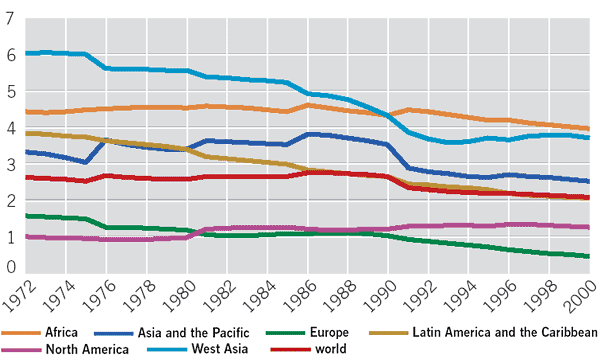 7
6
5
4
3
2
1
0
1972 1974 1976 1978 1980 1982 1984 1986 1988 1990 1992 1994 1996 1998 2000
Africa Asia and the Pacific Europe Latin America and the Caribbean
North America West Asia world